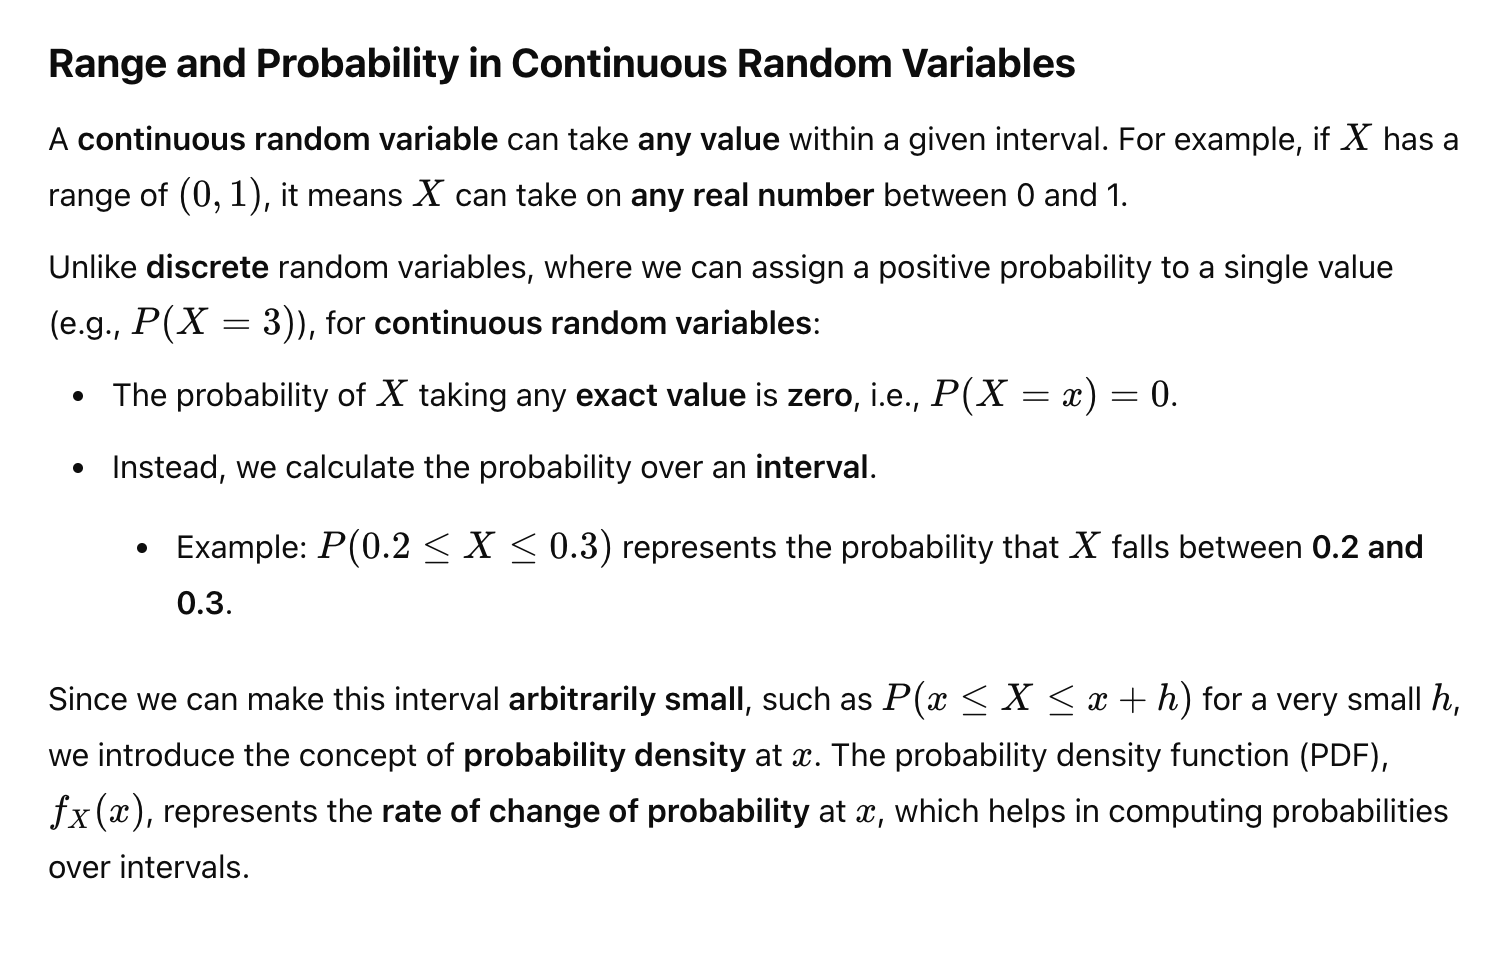 Range and Probability in Continuous Random Variables
A continuous random variable can take any value within a given interval. For example, if X has a
range of (0, 1), it means X can take on any real number between 0 and 1.
Unlike discrete random variables, where we can assign a positive probability to a single value
(e.g., P(X = 3)), for continuous random variables:
• The probability of X taking any exact value is zero, i.e., P(X = x) = 0.
• Instead, we calculate the probability over an interval.
• Example: P(0.2 ≤ X ≤ 0.3) represents the probability that X falls between 0.2 and
0.3.
Since we can make this interval arbitrarily small, such as P(x ≤ X ≤ x + h) for a very small h,
we introduce the concept of probability density at x. The probability density function (PDF),
f_X(x), represents the rate of change of probability at x, which helps in computing probabilities
over intervals.